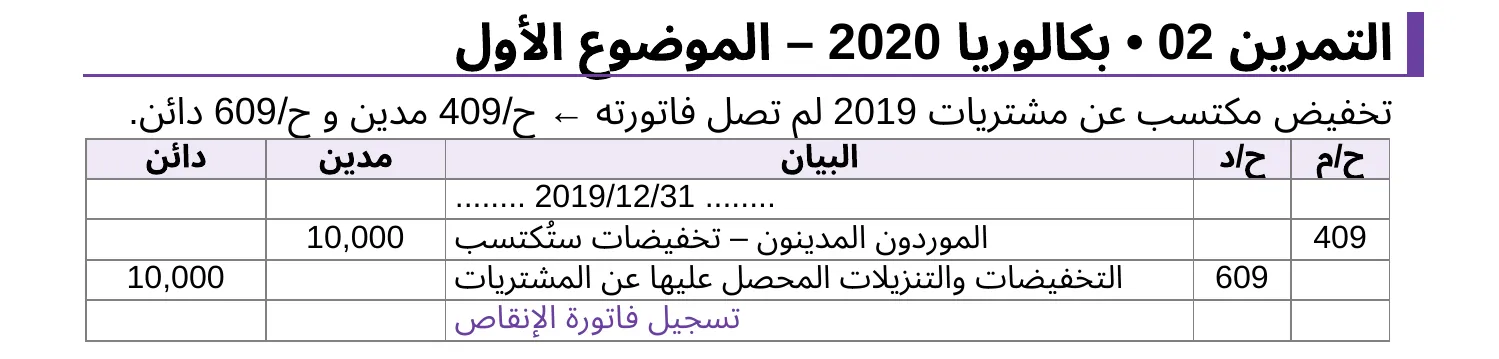 التمرين 02 • بكالوريا 2020 – الموضوع الأول
تخفيض مكتسب عن مشتريات 2019 لم تصل فاتورته ← ح/409 مدين و ح/609 دائن.
ح/م ح/د البيان مدين دائن
........ 2019/12/31 ........
409 الموردون المدينون – تخفيضات ستُكتسب 10,000
609 التخفيضات والتنزيلات المحصل عليها عن المشتريات 10,000
تسجيل فاتورة الإنقاص